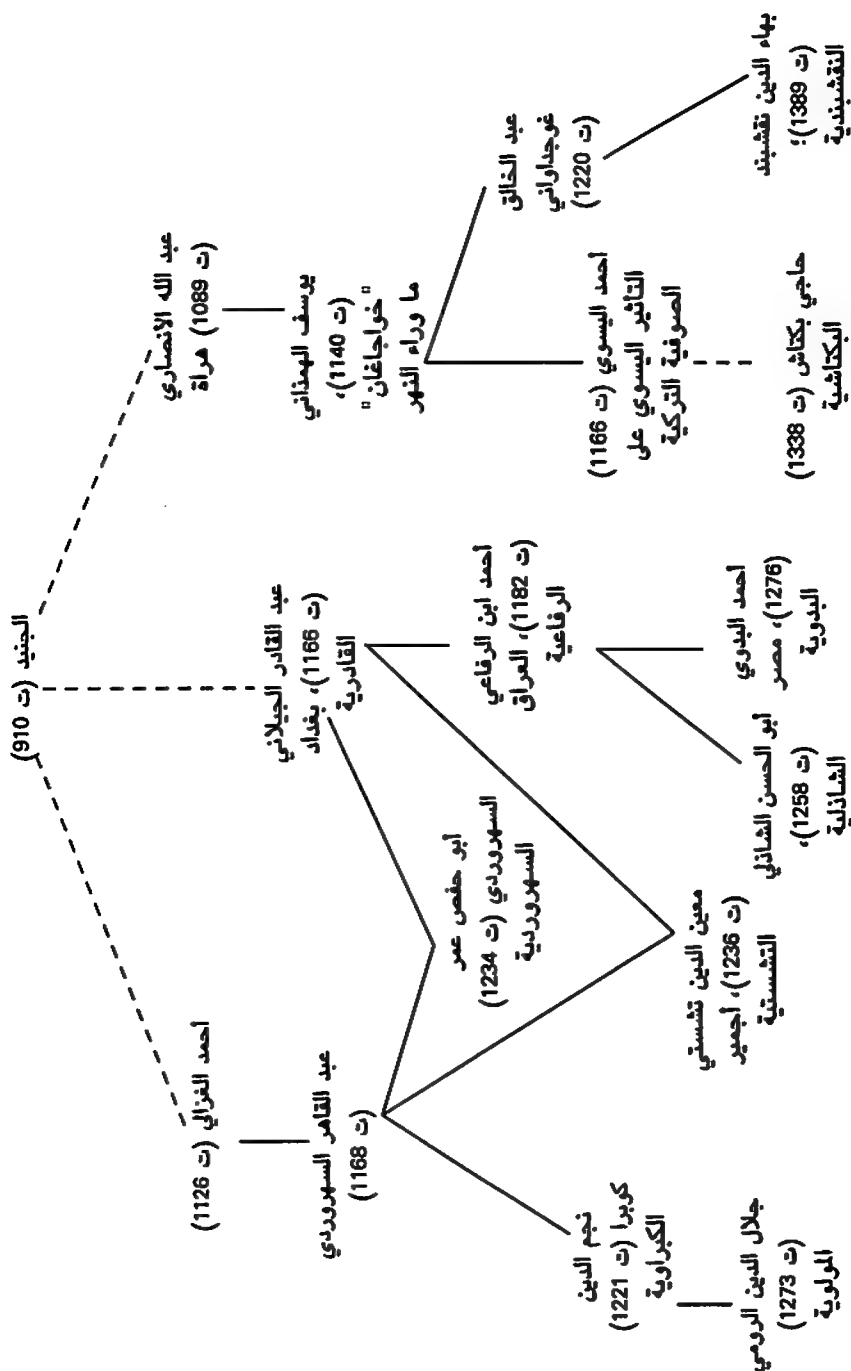 الجنيد (ت 910)
عبد الله الانصاري
(ت 1089) هراة
عبد القادر الجيلاني
(ت 1166)، بغداد
القادرية
أحمد الغزالي (ت 1126)
يوسف الهمذاني
(ت 1140)،
"خواجاغان"
ما وراء النهر
عبد القاهر السهروردي
(ت 1168)
عبد الخالق
غوجداواني
(ت 1220)
أحمد ابن الرفاعي
(ت 1182)، العراق
الرفاعية
أبو حفص عمر
السهروردي (ت 1234)
السهروردية
احمد اليسوي (ت 1166)
التاثير اليسوي على
الصوفية التركية
نجم الدين
كوبرا (ت 1221)
الكبراوية
بهاء الدين نقشبند
(ت 1389)؛
النقشبندية
حاجي بكتاش (ت 1338)
البكتاشية
أحمد البدوي
(1276)، مصر
البدوية
أبو الحسن الشاذلي
(ت 1258)،
الشاذلية
معين الدين تشستي
(ت 1236)، أجمير
التشستية
جلال الدين الرومي
(ت 1273)
المولوية